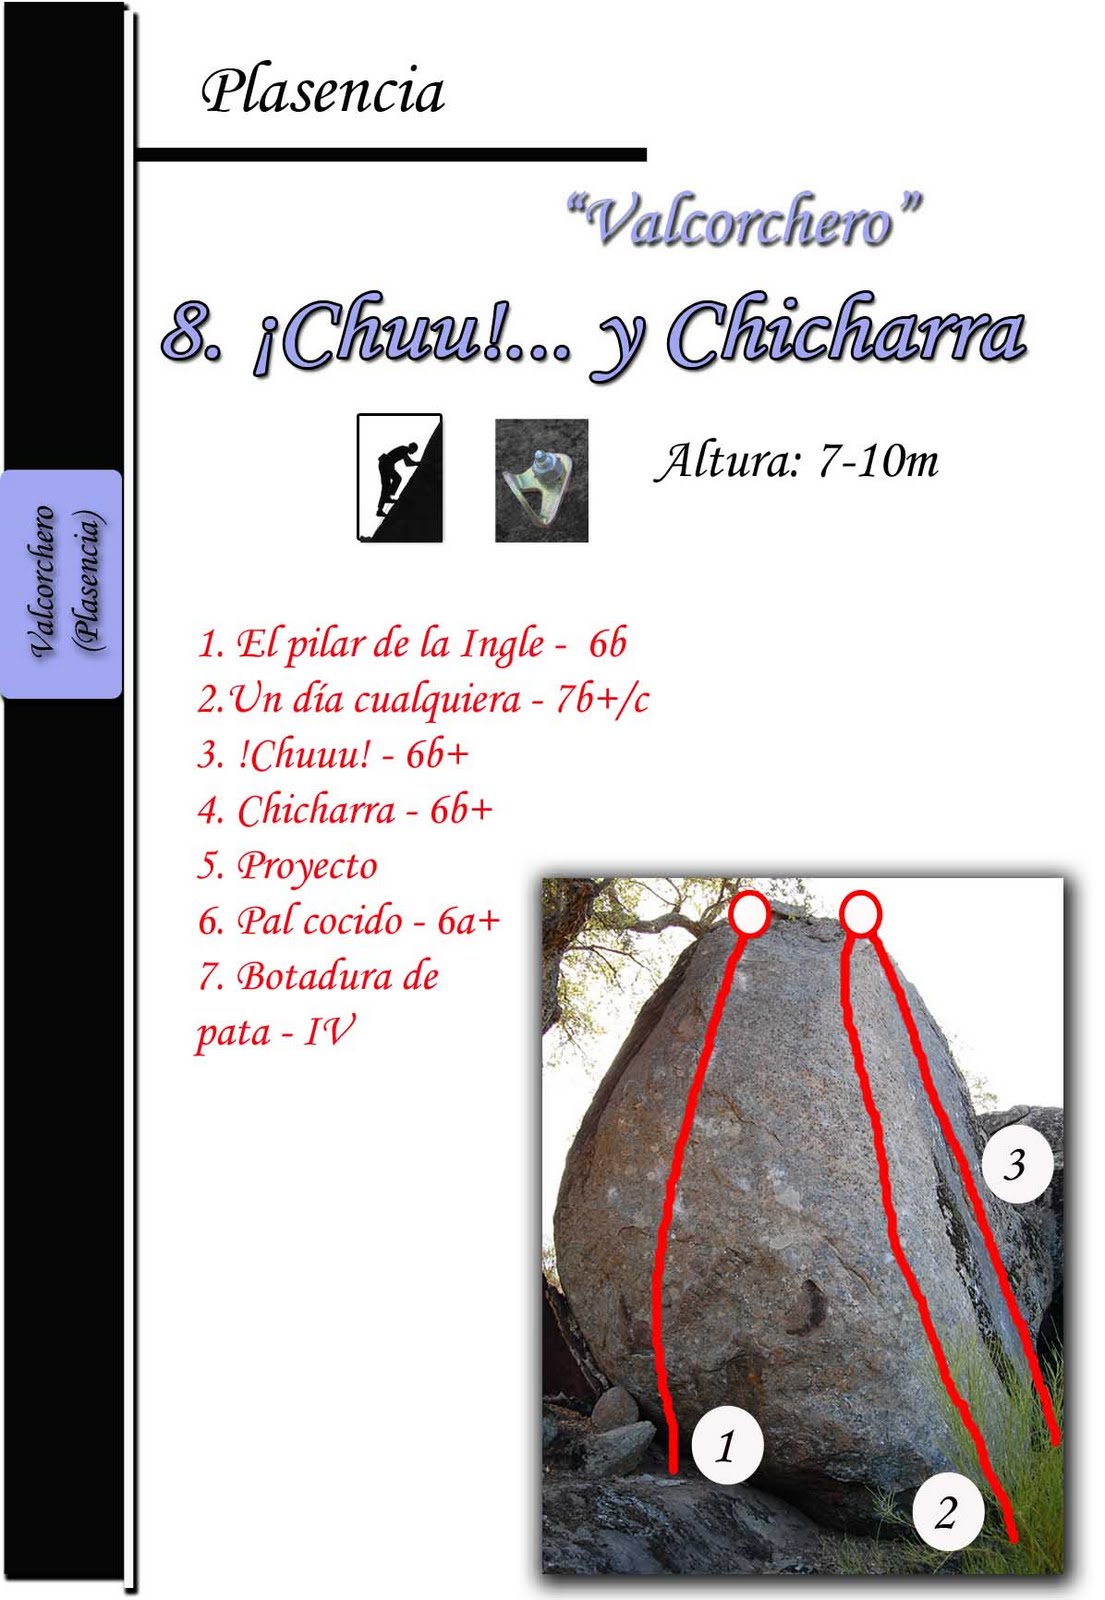 Plasencia
“Valcorchero”
8. ¡Chuu!... y Chicharra
Altura: 7-10m
Valcorchero
(Plasencia)
1. El pilar de la Ingle - 6b
2.Un día cualquiera - 7b+/c
3. !Chuuu! - 6b+
4. Chicharra - 6b+
5. Proyecto
6. Pal cocido - 6a+
7. Botadura de
pata - IV
3
1
2